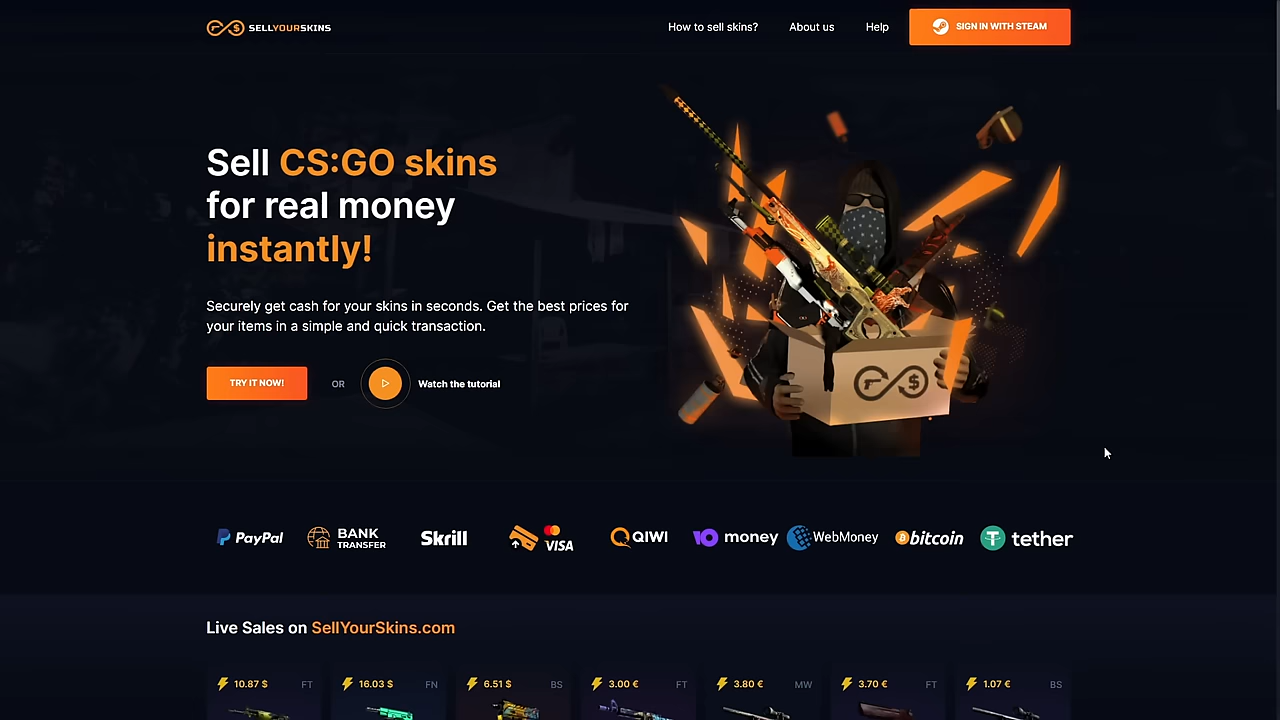 SELLYOURSKINS
How to sell skins?
About us
Help
SIGN IN WITH STEAM
Sell CS:GO skins
for real money
instantly!
Securely get cash for your skins in seconds. Get the best prices for
your items in a simple and quick transaction.
TRY IT NOW!
OR
Watch the tutorial
PayPal
BANK
TRANSFER
Skrill
VISA
QIWI
money
WebMoney
bitcoin
tether
Live Sales on SellYourSkins.com
10.87 $ FT
16.03 $ FN
6.51 $ BS
3.00 € FT
3.80 € MW
3.70 € FT
1.07 € BS